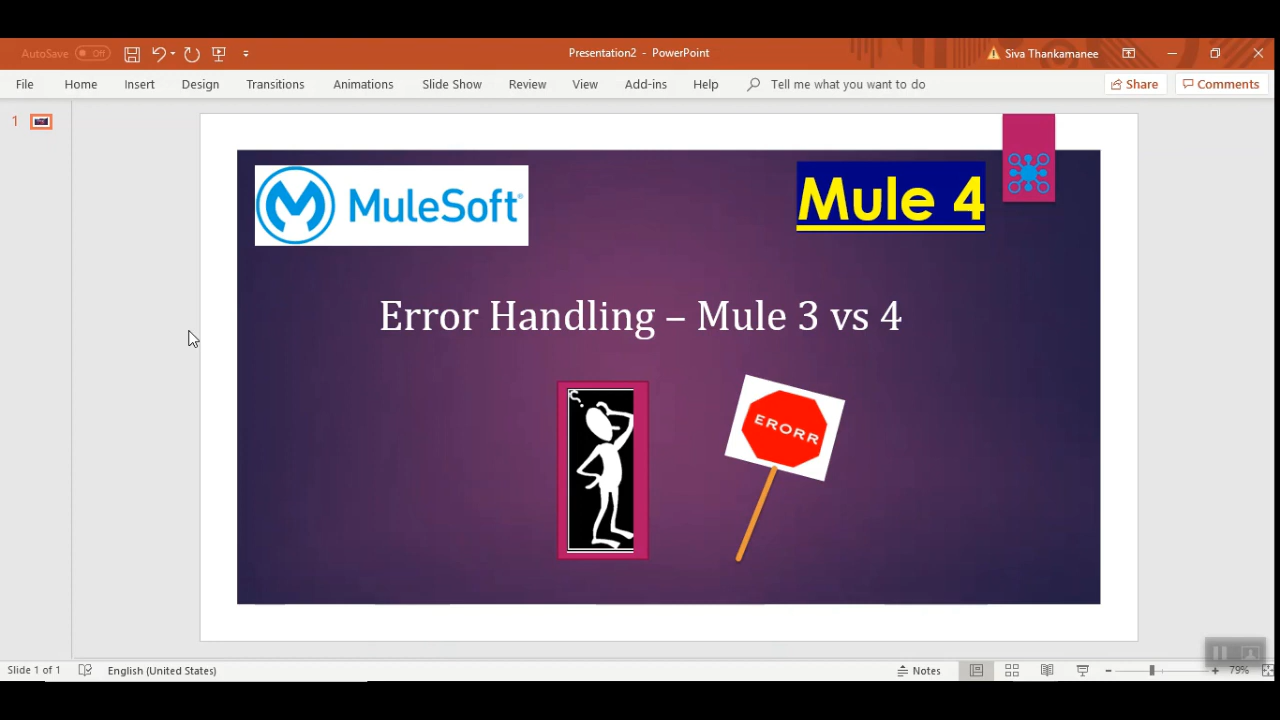 AutoSave Off
Presentation2 - PowerPoint
Siva Thankamanee
File Home Insert Design Transitions Animations Slide Show Review View Add-ins Help Tell me what you want to do Share Comments
1
MuleSoft®
Mule 4
Error Handling – Mule 3 vs 4
?
ERORR
Slide 1 of 1 English (United States) Notes 79%